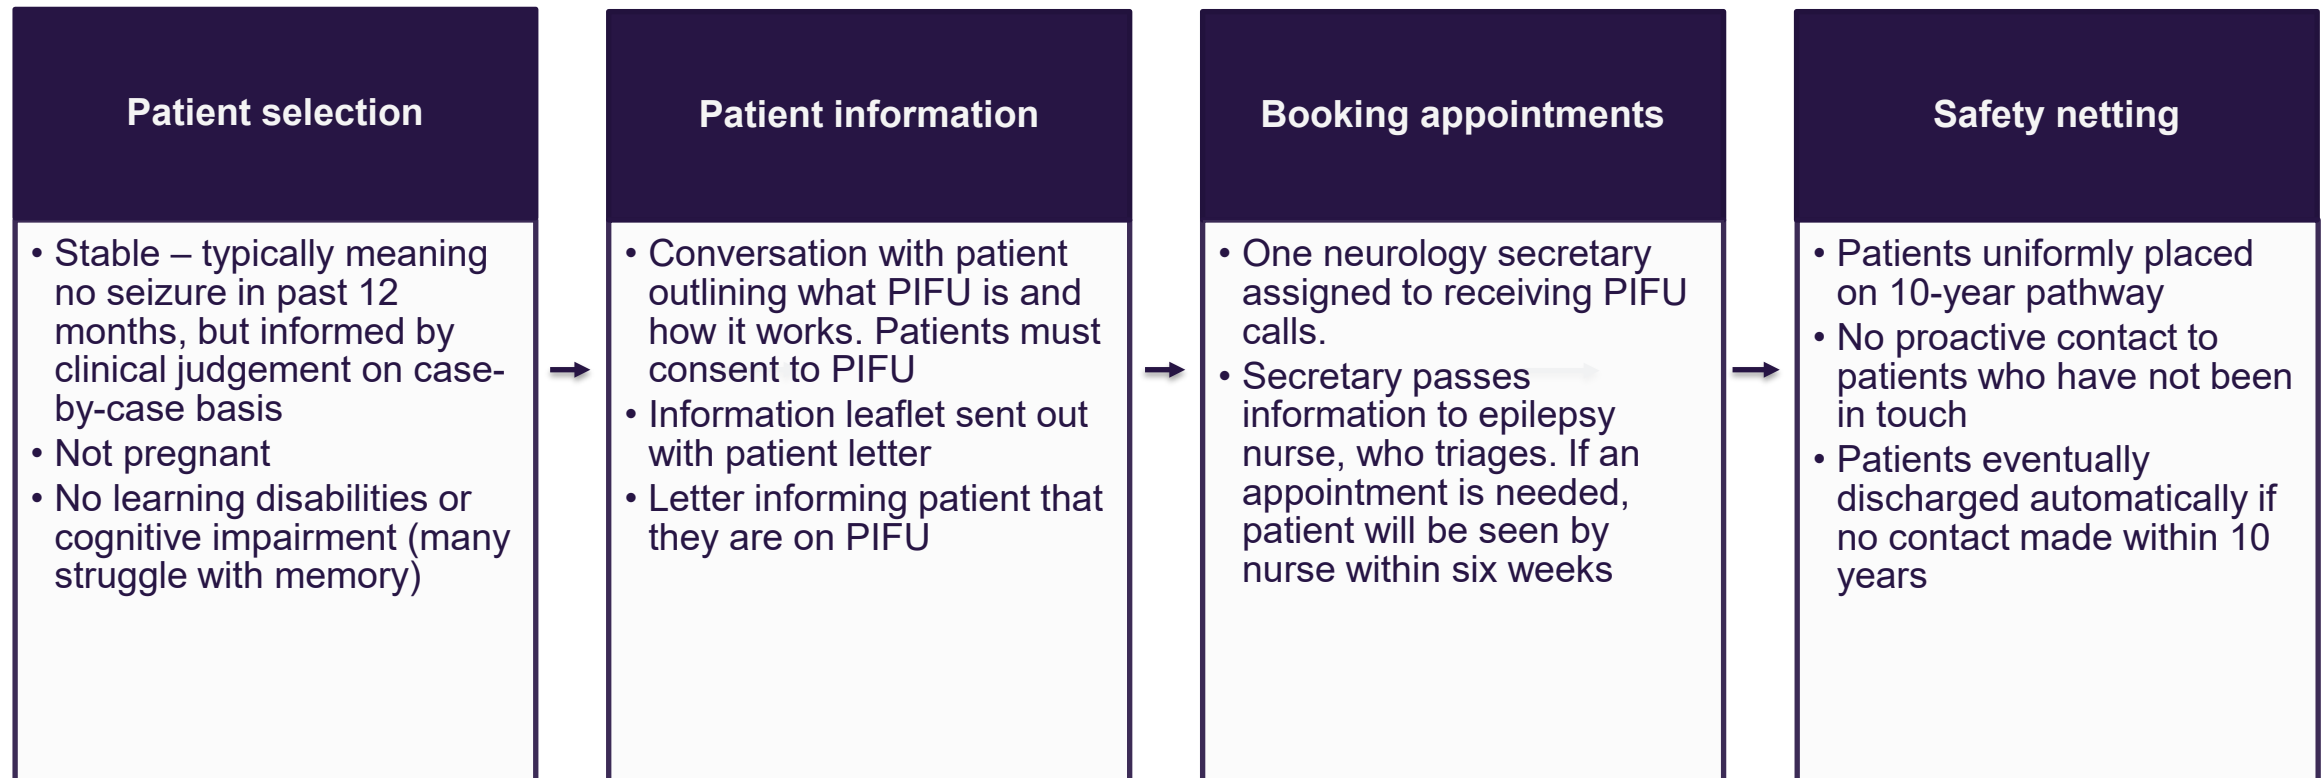 Patient selection
• Stable – typically meaning
no seizure in past 12
months, but informed by
clinical judgement on case-
by-case basis
• Not pregnant
• No learning disabilities or
cognitive impairment (many
struggle with memory)
Patient information
• Conversation with patient
outlining what PIFU is and
how it works. Patients must
consent to PIFU
• Information leaflet sent out
with patient letter
• Letter informing patient that
they are on PIFU
Booking appointments
• One neurology secretary
assigned to receiving PIFU
calls.
• Secretary passes
information to epilepsy
nurse, who triages. If an
appointment is needed,
patient will be seen by
nurse within six weeks
Safety netting
• Patients uniformly placed
on 10-year pathway
• No proactive contact to
patients who have not been
in touch
• Patients eventually
discharged automatically if
no contact made within 10
years